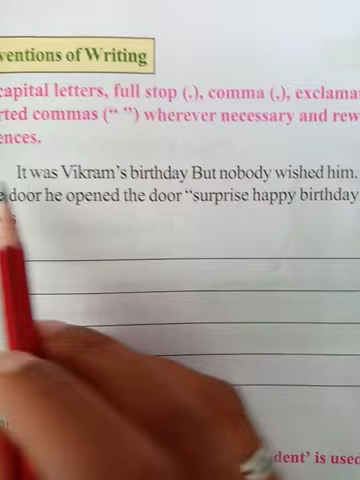 ventions of Writing
capital letters, full stop (.), comma (,), exclama
rted commas (“ ”) wherever necessary and rew
ences.
It was Vikram’s birthday But nobody wished him.
door he opened the door “surprise happy birthday
dent’ is used